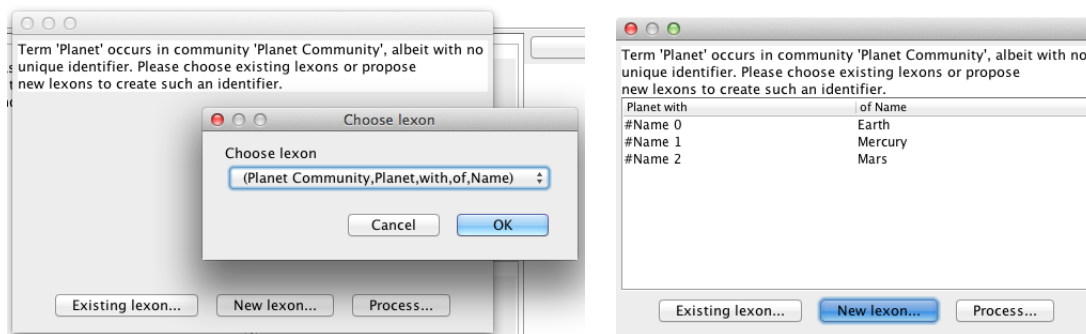 Term 'Planet' occurs in community 'Planet Community', albeit with no
unique identifier. Please choose existing lexons or propose
new lexons to create such an identifier.
Choose lexon
Choose lexon
(Planet Community,Planet,with,of,Name)
Cancel OK
Existing lexon... New lexon... Process...
Term 'Planet' occurs in community 'Planet Community', albeit with no
unique identifier. Please choose existing lexons or propose
new lexons to create such an identifier.
Planet with of Name
#Name 0 Earth
#Name 1 Mercury
#Name 2 Mars
Existing lexon... New lexon... Process...